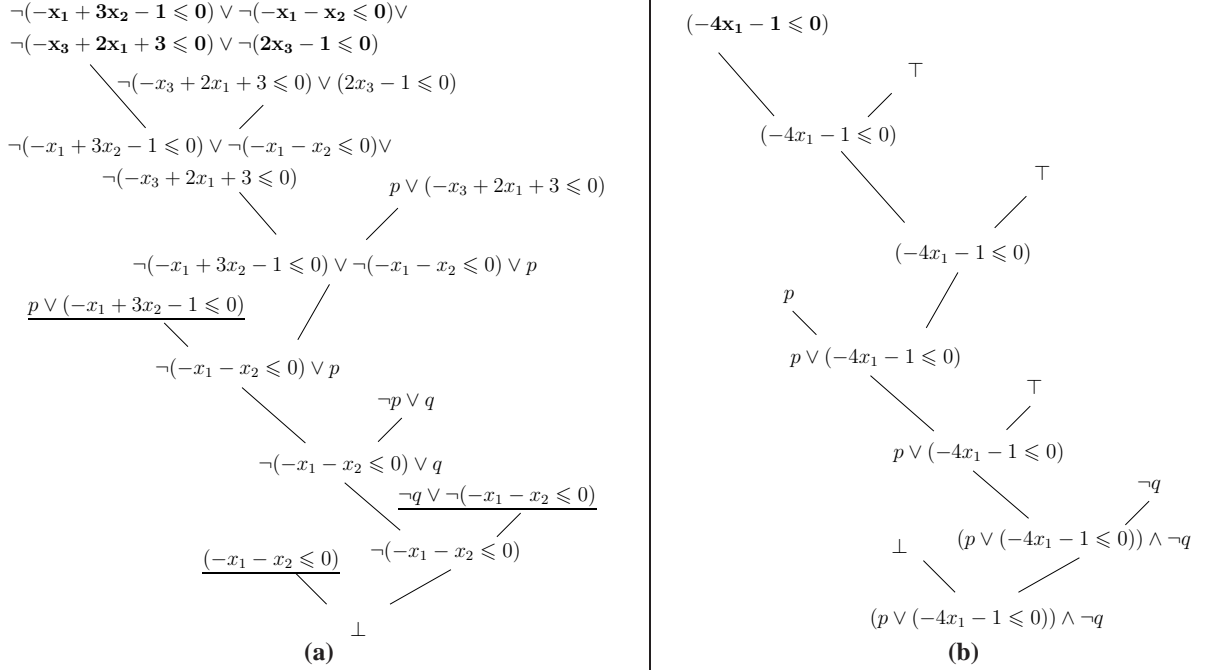 ¬(−x₁ + 3x₂ − 1 ⩽ 0) ∨ ¬(−x₁ − x₂ ⩽ 0)∨
¬(−x₃ + 2x₁ + 3 ⩽ 0) ∨ ¬(2x₃ − 1 ⩽ 0)
¬(−x₃ + 2x₁ + 3 ⩽ 0) ∨ (2x₃ − 1 ⩽ 0)
¬(−x₁ + 3x₂ − 1 ⩽ 0) ∨ ¬(−x₁ − x₂ ⩽ 0)∨
¬(−x₃ + 2x₁ + 3 ⩽ 0)
p ∨ (−x₃ + 2x₁ + 3 ⩽ 0)
¬(−x₁ + 3x₂ − 1 ⩽ 0) ∨ ¬(−x₁ − x₂ ⩽ 0) ∨ p
p ∨ (−x₁ + 3x₂ − 1 ⩽ 0)
¬(−x₁ − x₂ ⩽ 0) ∨ p
¬p ∨ q
¬(−x₁ − x₂ ⩽ 0) ∨ q
¬q ∨ ¬(−x₁ − x₂ ⩽ 0)
(−x₁ − x₂ ⩽ 0)
¬(−x₁ − x₂ ⩽ 0)
⊥
(a)
(−4x₁ − 1 ⩽ 0)
⊤
(−4x₁ − 1 ⩽ 0)
⊤
(−4x₁ − 1 ⩽ 0)
p
p ∨ (−4x₁ − 1 ⩽ 0)
⊤
p ∨ (−4x₁ − 1 ⩽ 0)
¬q
(p ∨ (−4x₁ − 1 ⩽ 0)) ∧ ¬q
⊥
(p ∨ (−4x₁ − 1 ⩽ 0)) ∧ ¬q
(b)